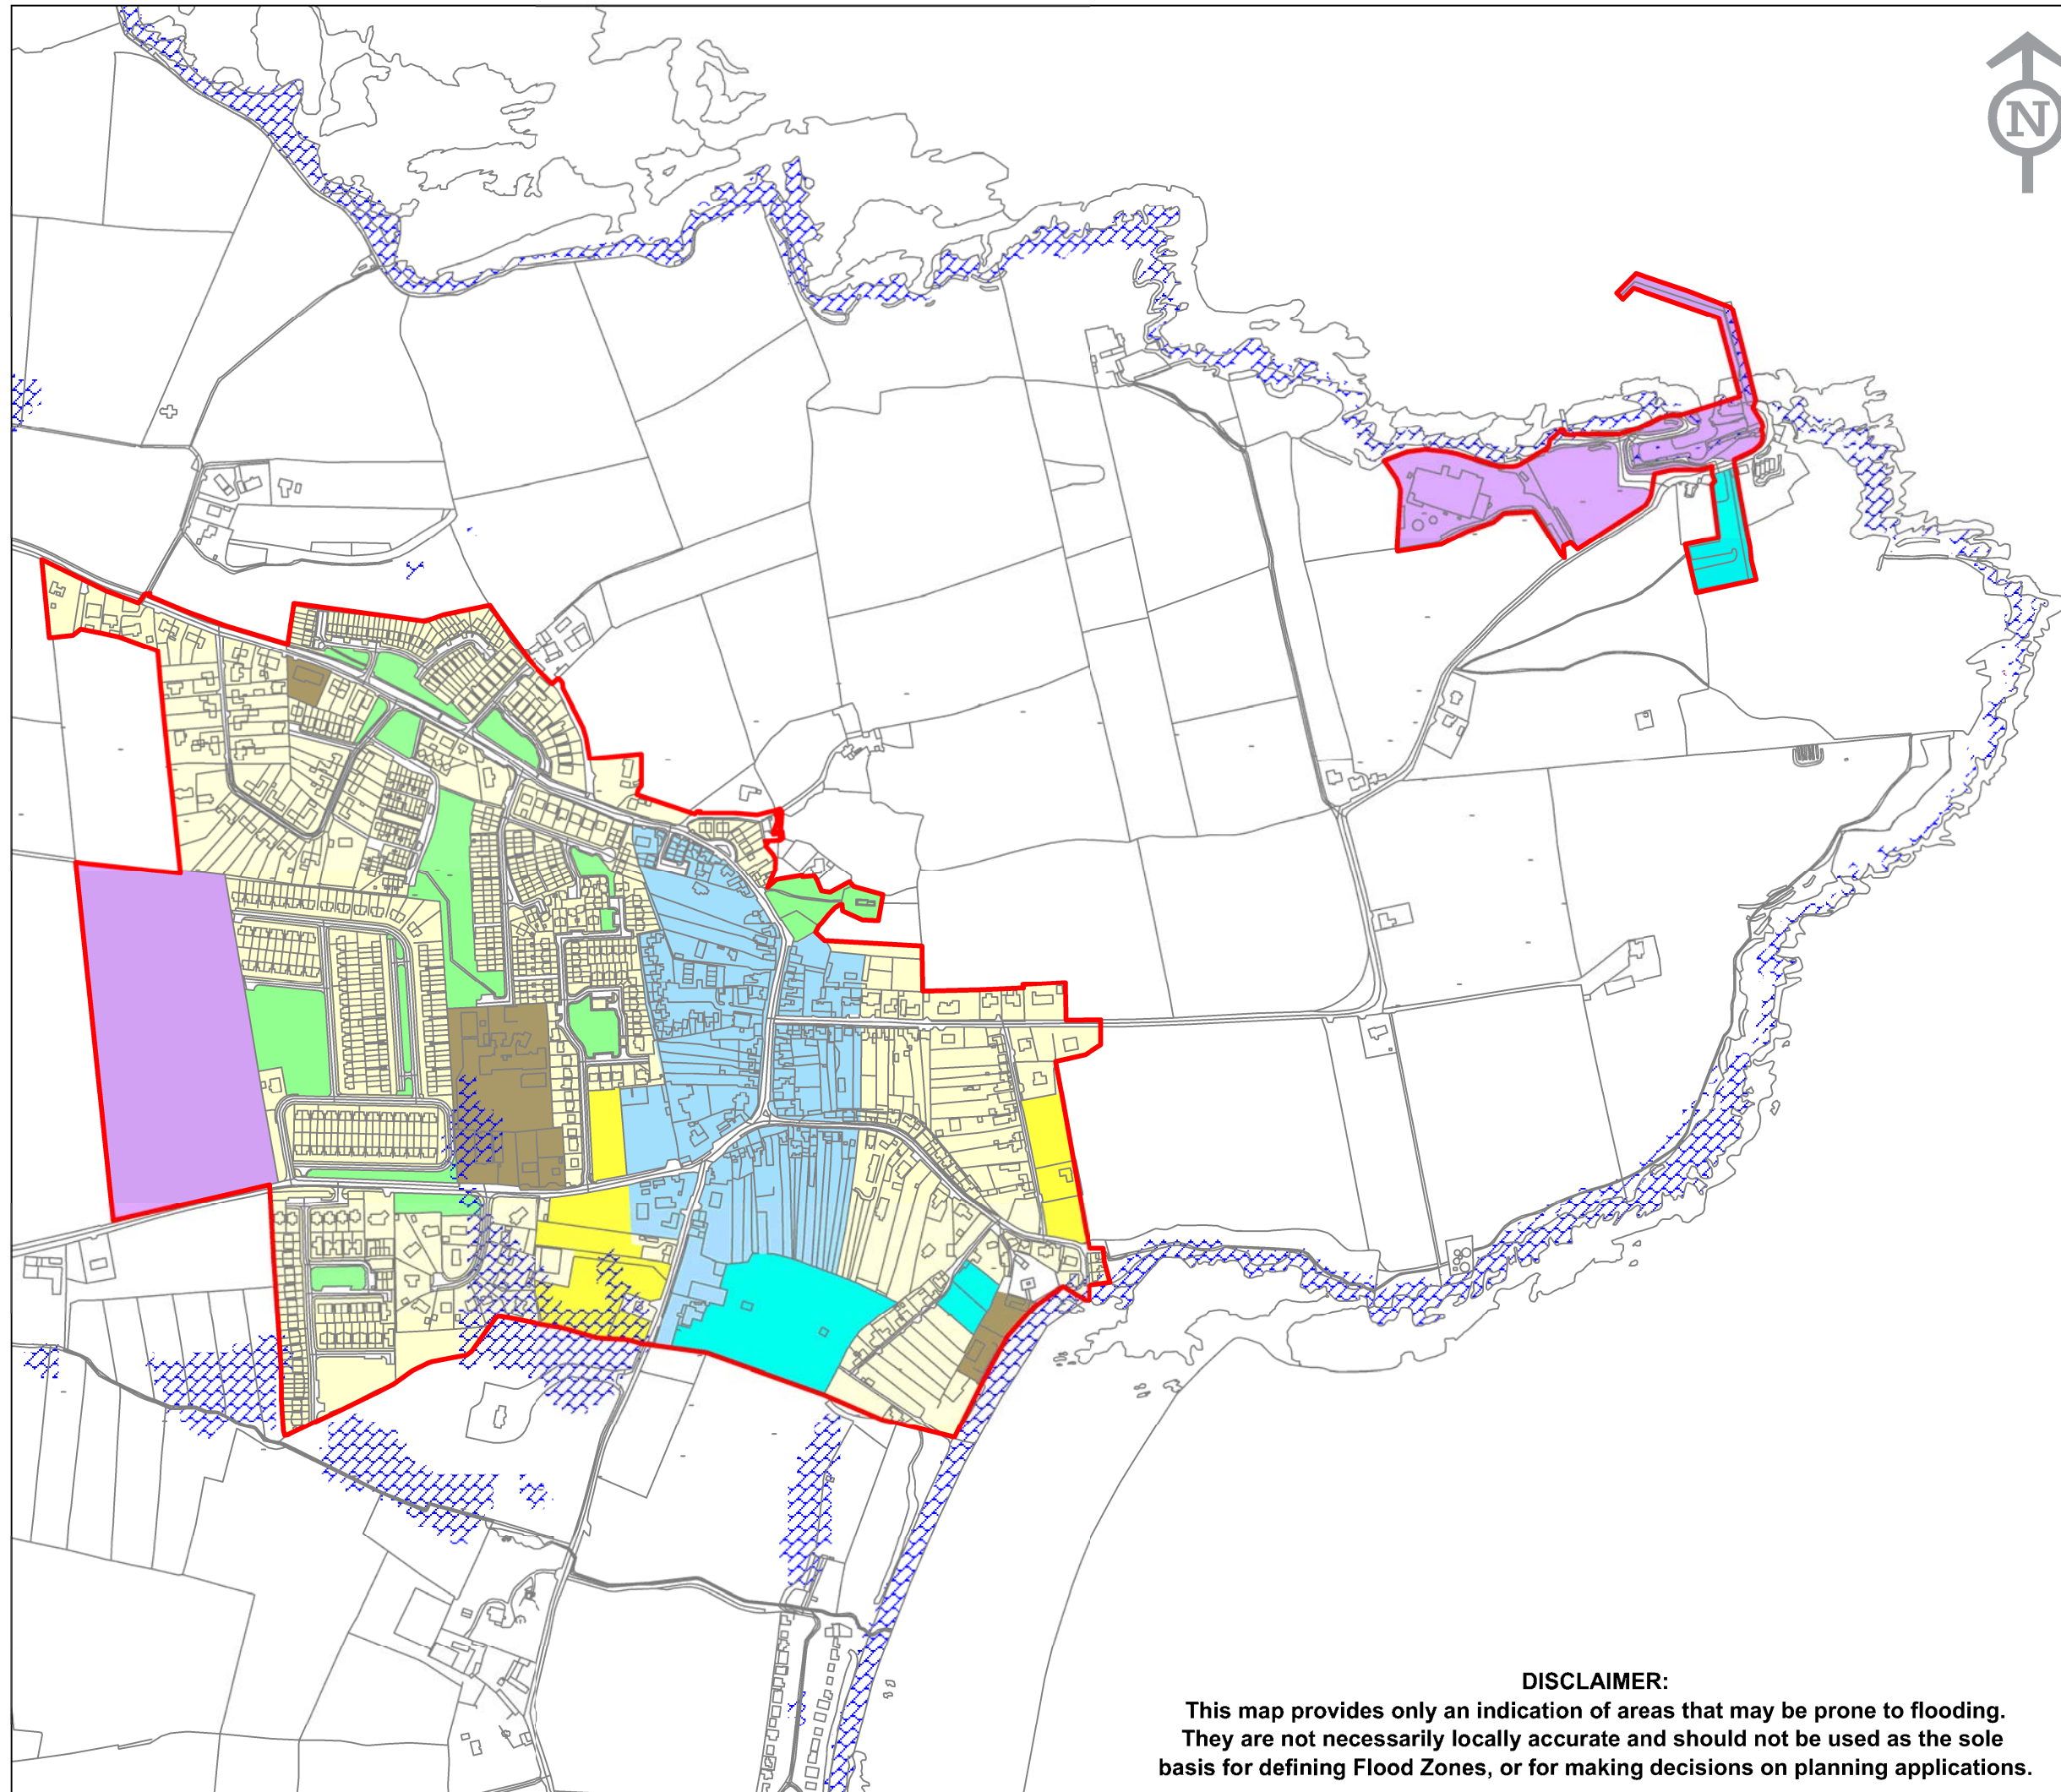 N
DISCLAIMER:
This map provides only an indication of areas that may be prone to flooding.
They are not necessarily locally accurate and should not be used as the sole
basis for defining Flood Zones, or for making decisions on planning applications.